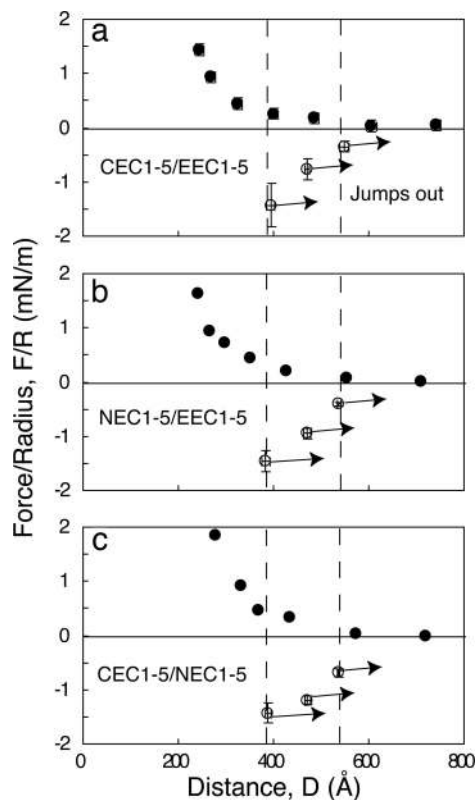 a
2
1
0
-1
-2
CEC1-5/EEC1-5
Jumps out
b
2
1
0
-1
-2
NEC1-5/EEC1-5
c
2
1
0
-1
-2
CEC1-5/NEC1-5
0
200
400
600
800
Force/Radius, F/R (mN/m)
Distance, D (Å)